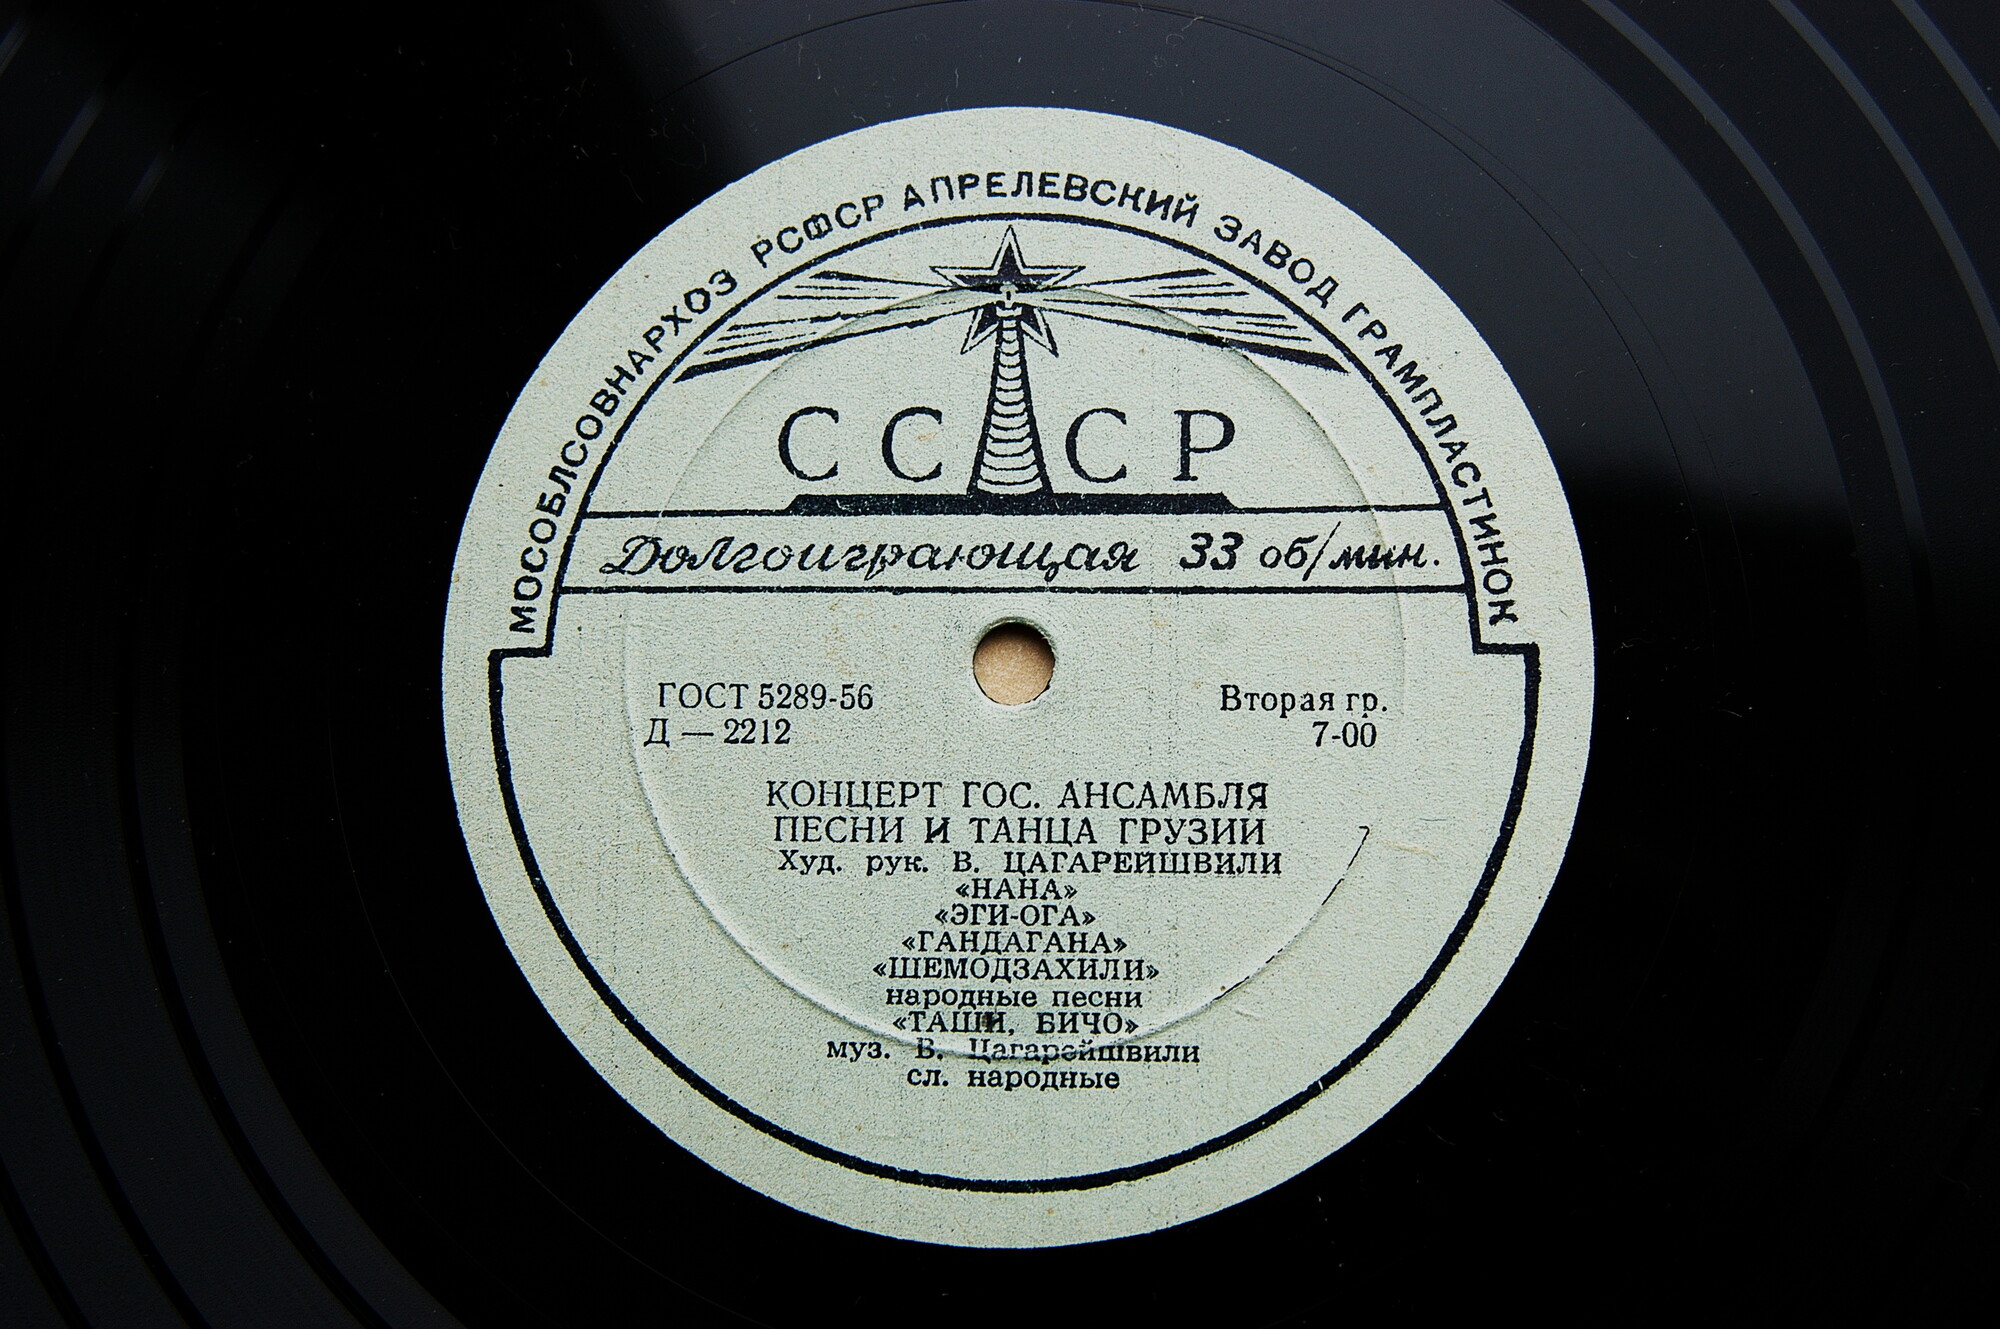 МОСОБЛСОВНАРХОЗ РСФСР АПРЕЛЕВСКИЙ ЗАВОД ГРАМПЛАСТИНОК
СССР
Долгоиграющая 33 об/мин.
ГОСТ 5289-56 Вторая гр.
Д — 2212 7-00
КОНЦЕРТ ГОС. АНСАМБЛЯ
ПЕСНИ И ТАНЦА ГРУЗИИ
Худ. рук. В. ЦАГАРЕЙШВИЛИ
«НАНА»
«ЭГИ-ОГА»
«ГАНДАГАНА»
«ШЕМОДЗАХИЛИ»
народные песни
«ТАШИ, БИЧО»
муз. В. Цагарейшвили
сл. народные